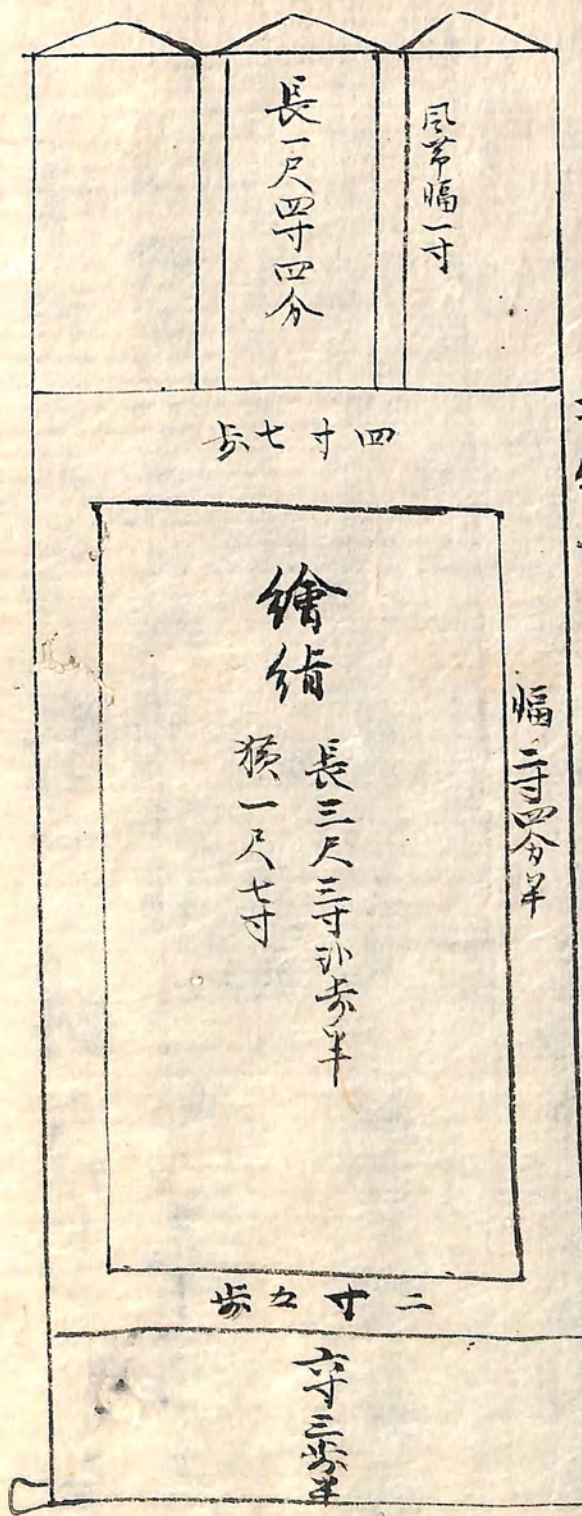 風帯幅一寸
長一尺四寸四分
四寸七歩
繪絹
長三尺三寸 歩半
横一尺七寸
幅二寸四分半
二寸五歩
六寸三歩半